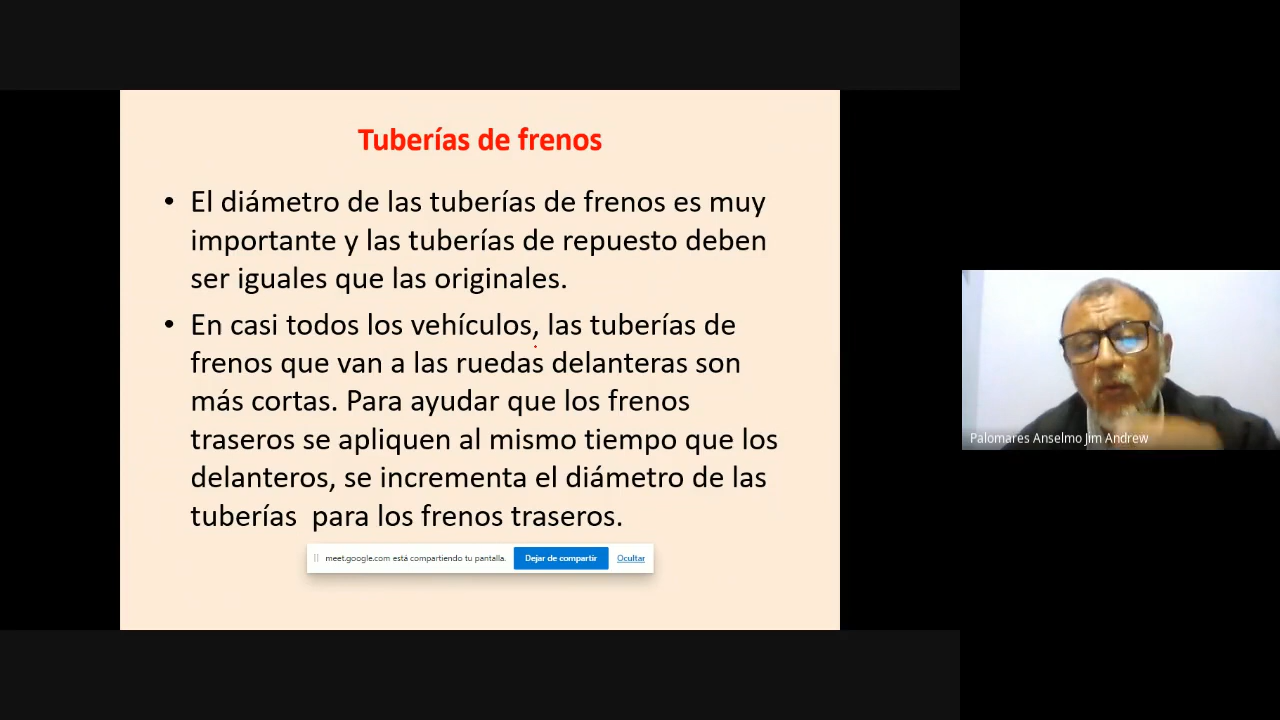 Tuberías de frenos
• El diámetro de las tuberías de frenos es muy
importante y las tuberías de repuesto deben
ser iguales que las originales.
• En casi todos los vehículos, las tuberías de
frenos que van a las ruedas delanteras son
más cortas. Para ayudar que los frenos
traseros se apliquen al mismo tiempo que los
delanteros, se incrementa el diámetro de las
tuberías  para los frenos traseros.
meet.google.com está compartiendo tu pantalla. Dejar de compartir Ocultar
Palomares Anselmo Jim Andrew